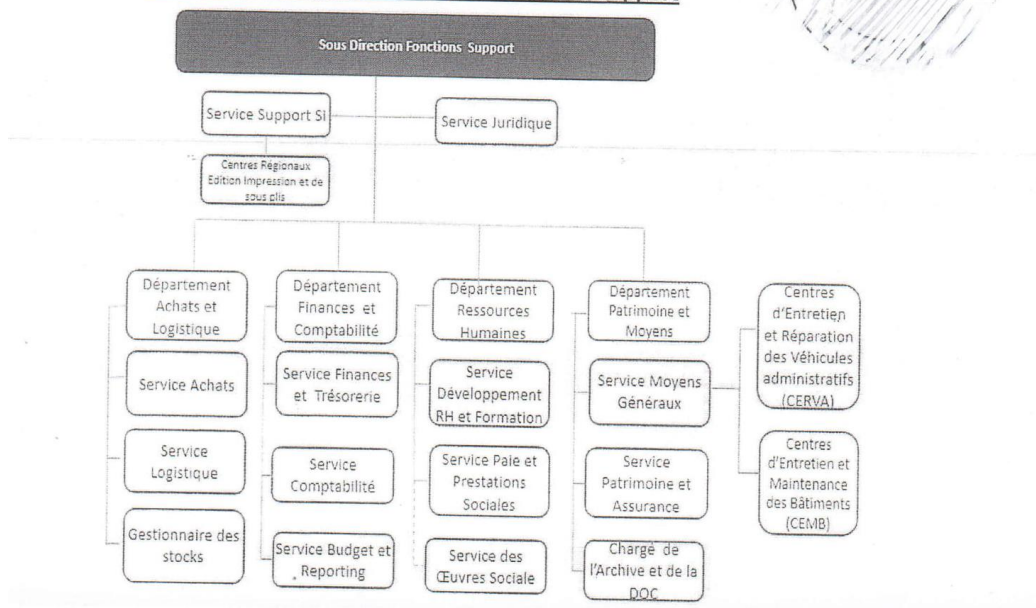 Sous Direction Fonctions Support
Service Support Si
Service Juridique
Centres Régionaux
Edition Impression et de
sous plis
Département
Achats et
Logistique
Service Achats
Service
Logistique
Gestionnaire des
stocks
Département
Finances et
Comptabilité
Service Finances
et Trésorerie
Service
Comptabilité
Service Budget et
Reporting
Département
Ressources
Humaines
Service
Développement
RH et Formation
Service Paie et
Prestations
Sociales
Service des
Œuvres Sociale
Département
Patrimoine et
Moyens
Service Moyens
Généraux
Service
Patrimoine et
Assurance
Chargé de
l'Archive et de la
DOC
Centres
d'Entretien
et Réparation
des Véhicules
administratifs
(CERVA)
Centres
d'Entretien et
Maintenance
des Bâtiments
(CEMB)